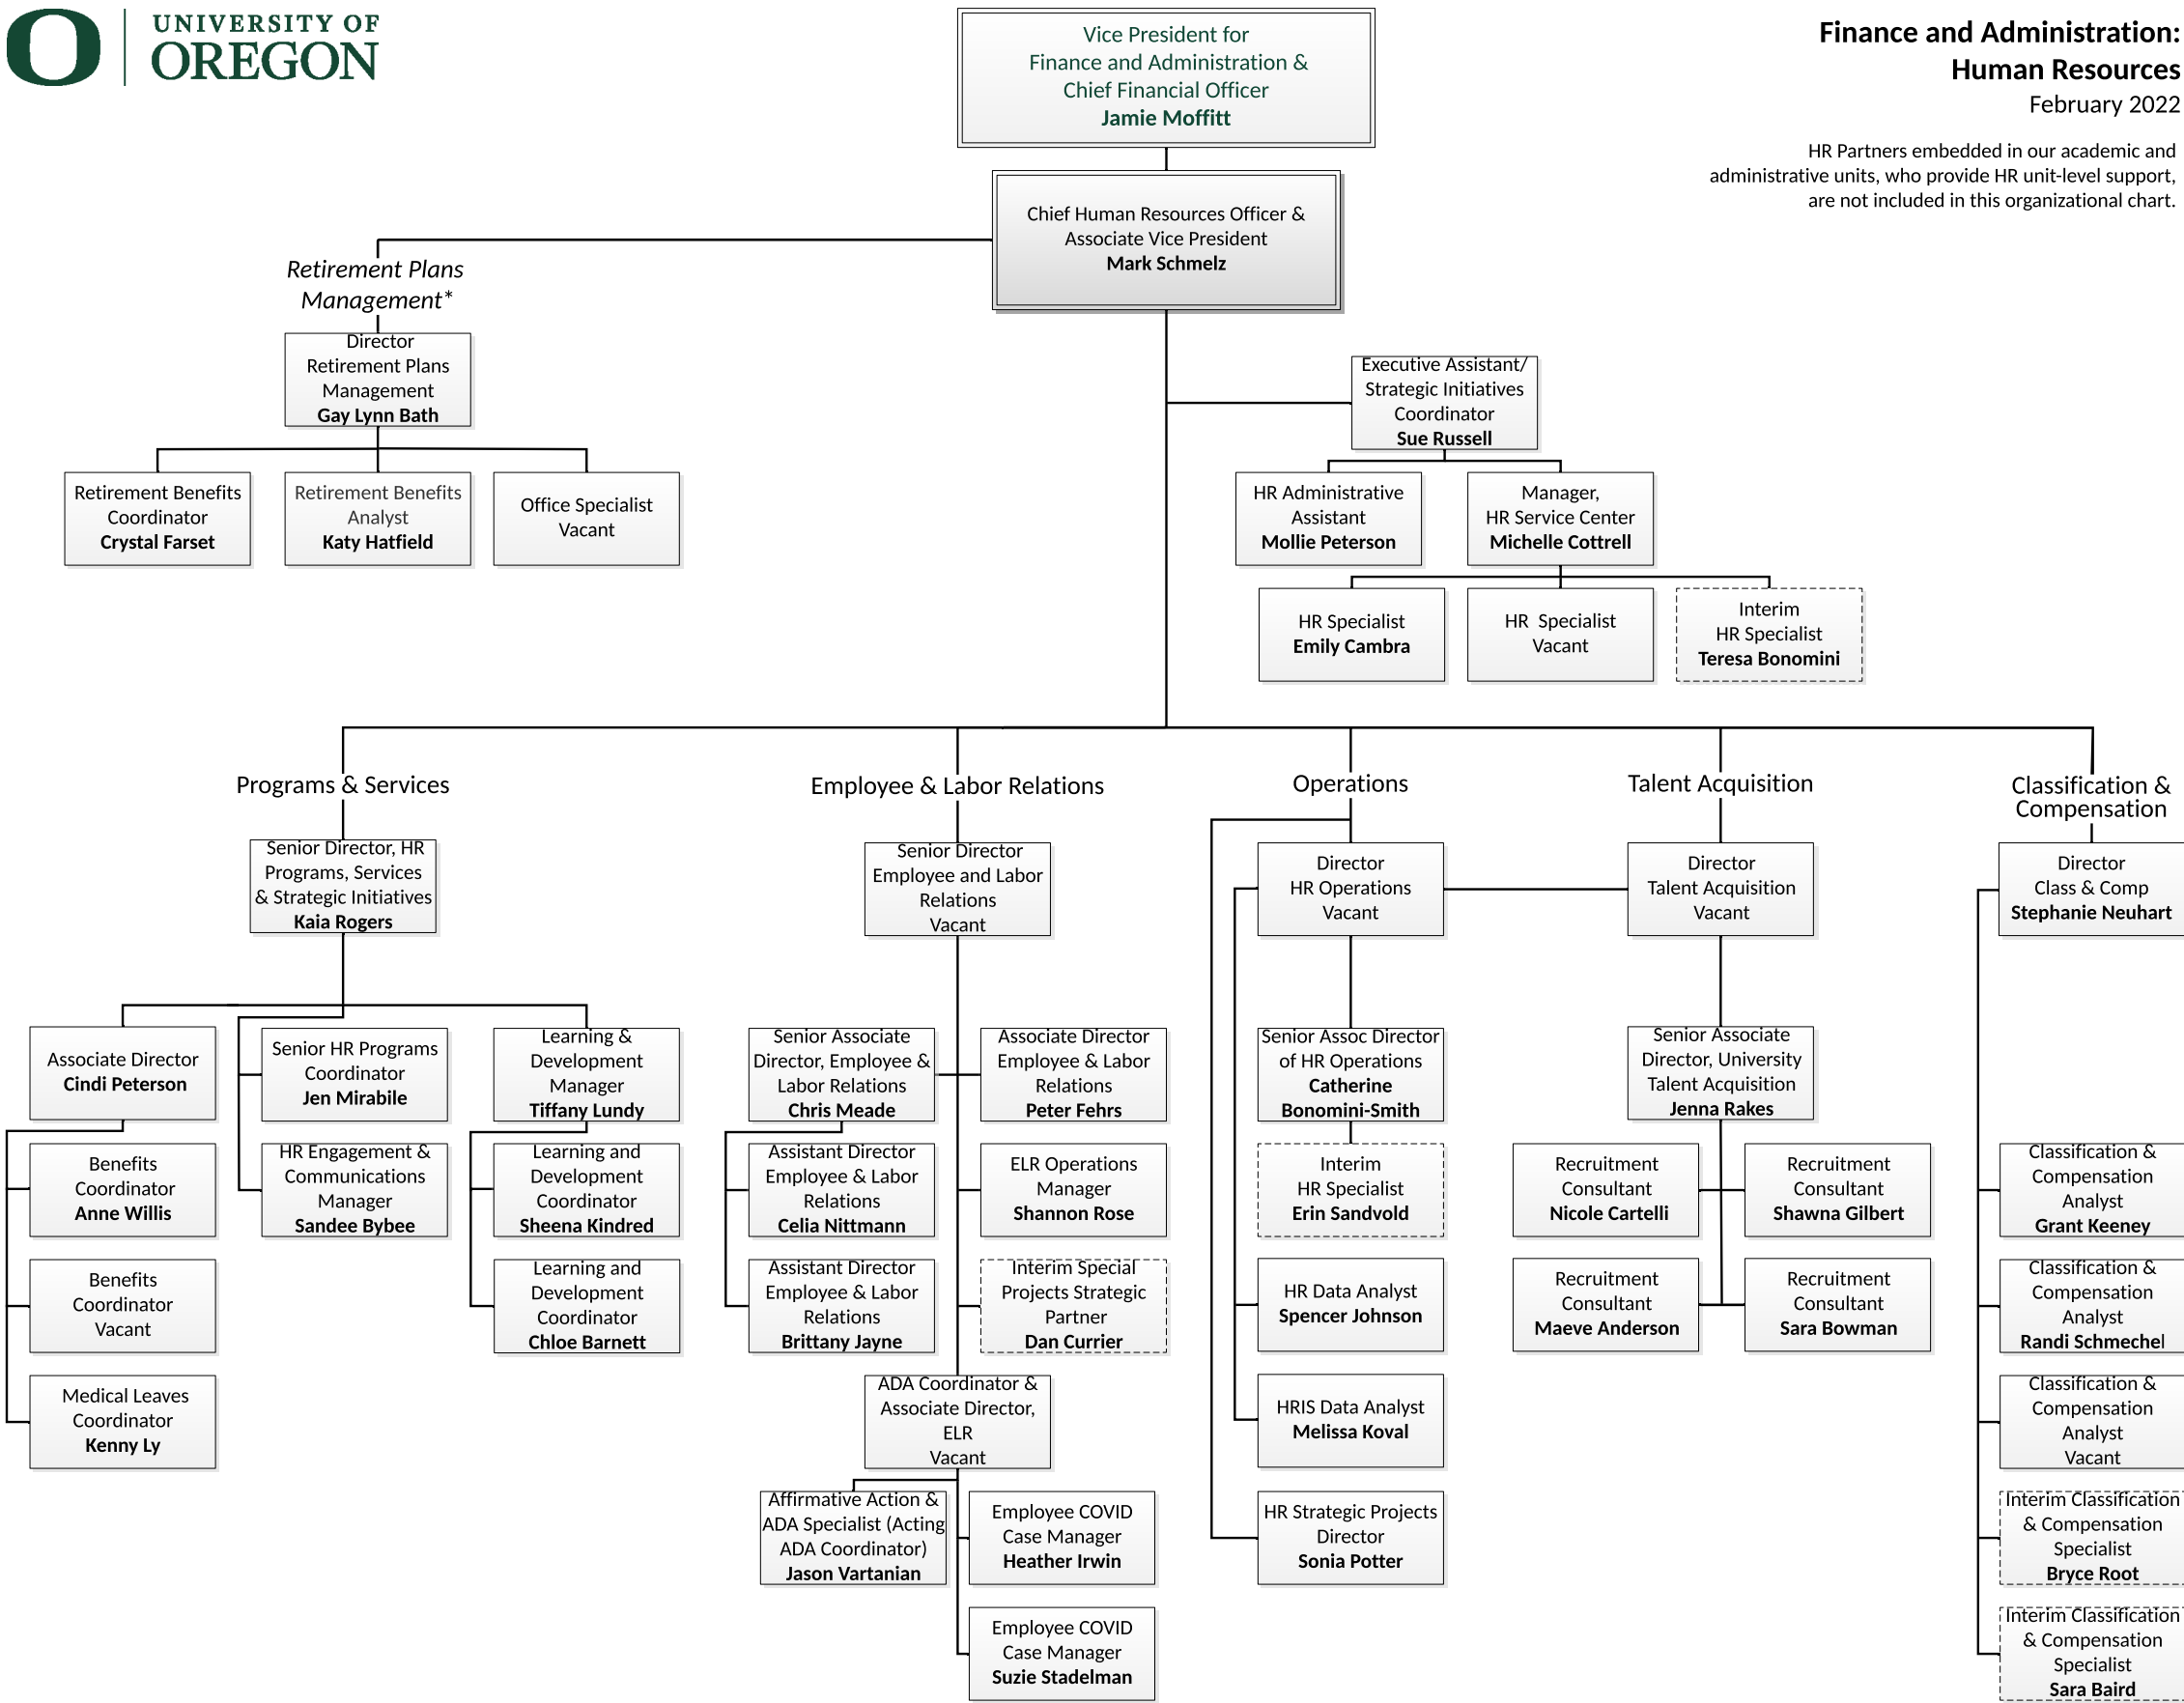 UNIVERSITY OF
OREGON
Vice President for
Finance and Administration &
Chief Financial Officer
Jamie Moffitt
Finance and Administration:
Human Resources
February 2022
HR Partners embedded in our academic and
administrative units, who provide HR unit-level support,
are not included in this organizational chart.
Chief Human Resources Officer &
Associate Vice President
Mark Schmelz
Retirement Plans
Management*
Director
Retirement Plans
Management
Gay Lynn Bath
Retirement Benefits
Coordinator
Crystal Farset
Retirement Benefits
Analyst
Katy Hatfield
Office Specialist
Vacant
Executive Assistant/
Strategic Initiatives
Coordinator
Sue Russell
HR Administrative
Assistant
Mollie Peterson
Manager,
HR Service Center
Michelle Cottrell
HR Specialist
Emily Cambra
HR  Specialist
Vacant
Interim
HR Specialist
Teresa Bonomini
Programs & Services
Senior Director, HR
Programs, Services
& Strategic Initiatives
Kaia Rogers
Associate Director
Cindi Peterson
Benefits
Coordinator
Anne Willis
Benefits
Coordinator
Vacant
Medical Leaves
Coordinator
Kenny Ly
Senior HR Programs
Coordinator
Jen Mirabile
HR Engagement &
Communications
Manager
Sandee Bybee
Learning &
Development
Manager
Tiffany Lundy
Learning and
Development
Coordinator
Sheena Kindred
Learning and
Development
Coordinator
Chloe Barnett
Employee & Labor Relations
Senior Director
Employee and Labor
Relations
Vacant
Senior Associate
Director, Employee &
Labor Relations
Chris Meade
Assistant Director
Employee & Labor
Relations
Celia Nittmann
Assistant Director
Employee & Labor
Relations
Brittany Jayne
Associate Director
Employee & Labor
Relations
Peter Fehrs
ELR Operations
Manager
Shannon Rose
Interim Special
Projects Strategic
Partner
Dan Currier
ADA Coordinator &
Associate Director,
ELR
Vacant
Affirmative Action &
ADA Specialist (Acting
ADA Coordinator)
Jason Vartanian
Employee COVID
Case Manager
Heather Irwin
Employee COVID
Case Manager
Suzie Stadelman
Operations
Director
HR Operations
Vacant
Senior Assoc Director
of HR Operations
Catherine
Bonomini-Smith
Interim
HR Specialist
Erin Sandvold
HR Data Analyst
Spencer Johnson
HRIS Data Analyst
Melissa Koval
HR Strategic Projects
Director
Sonia Potter
Talent Acquisition
Director
Talent Acquisition
Vacant
Senior Associate
Director, University
Talent Acquisition
Jenna Rakes
Recruitment
Consultant
Nicole Cartelli
Recruitment
Consultant
Shawna Gilbert
Recruitment
Consultant
Maeve Anderson
Recruitment
Consultant
Sara Bowman
Classification &
Compensation
Director
Class & Comp
Stephanie Neuhart
Classification &
Compensation
Analyst
Grant Keeney
Classification &
Compensation
Analyst
Randi Schmechel
Classification &
Compensation
Analyst
Vacant
Interim Classification
& Compensation
Specialist
Bryce Root
Interim Classification
& Compensation
Specialist
Sara Baird